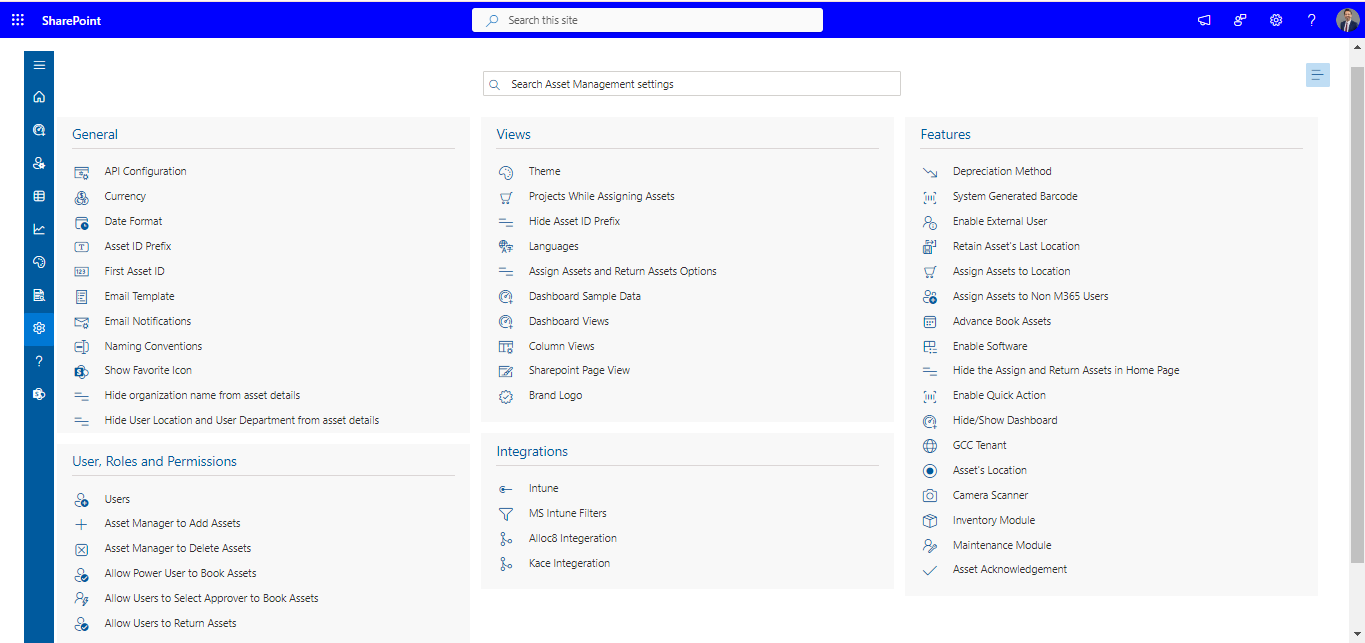 SharePoint
Search this site
?
Search Asset Management settings
General
API Configuration
Currency
Date Format
Asset ID Prefix
First Asset ID
Email Template
Email Notifications
Naming Conventions
Show Favorite Icon
Hide organization name from asset details
Hide User Location and User Department from asset details
User, Roles and Permissions
Users
Asset Manager to Add Assets
Asset Manager to Delete Assets
Allow Power User to Book Assets
Allow Users to Select Approver to Book Assets
Allow Users to Return Assets
Views
Theme
Projects While Assigning Assets
Hide Asset ID Prefix
Languages
Assign Assets and Return Assets Options
Dashboard Sample Data
Dashboard Views
Column Views
Sharepoint Page View
Brand Logo
Integrations
Intune
MS Intune Filters
Alloc8 Integeration
Kace Integeration
Features
Depreciation Method
System Generated Barcode
Enable External User
Retain Asset's Last Location
Assign Assets to Location
Assign Assets to Non M365 Users
Advance Book Assets
Enable Software
Hide the Assign and Return Assets in Home Page
Enable Quick Action
Hide/Show Dashboard
GCC Tenant
Asset's Location
Camera Scanner
Inventory Module
Maintenance Module
Asset Acknowledgement